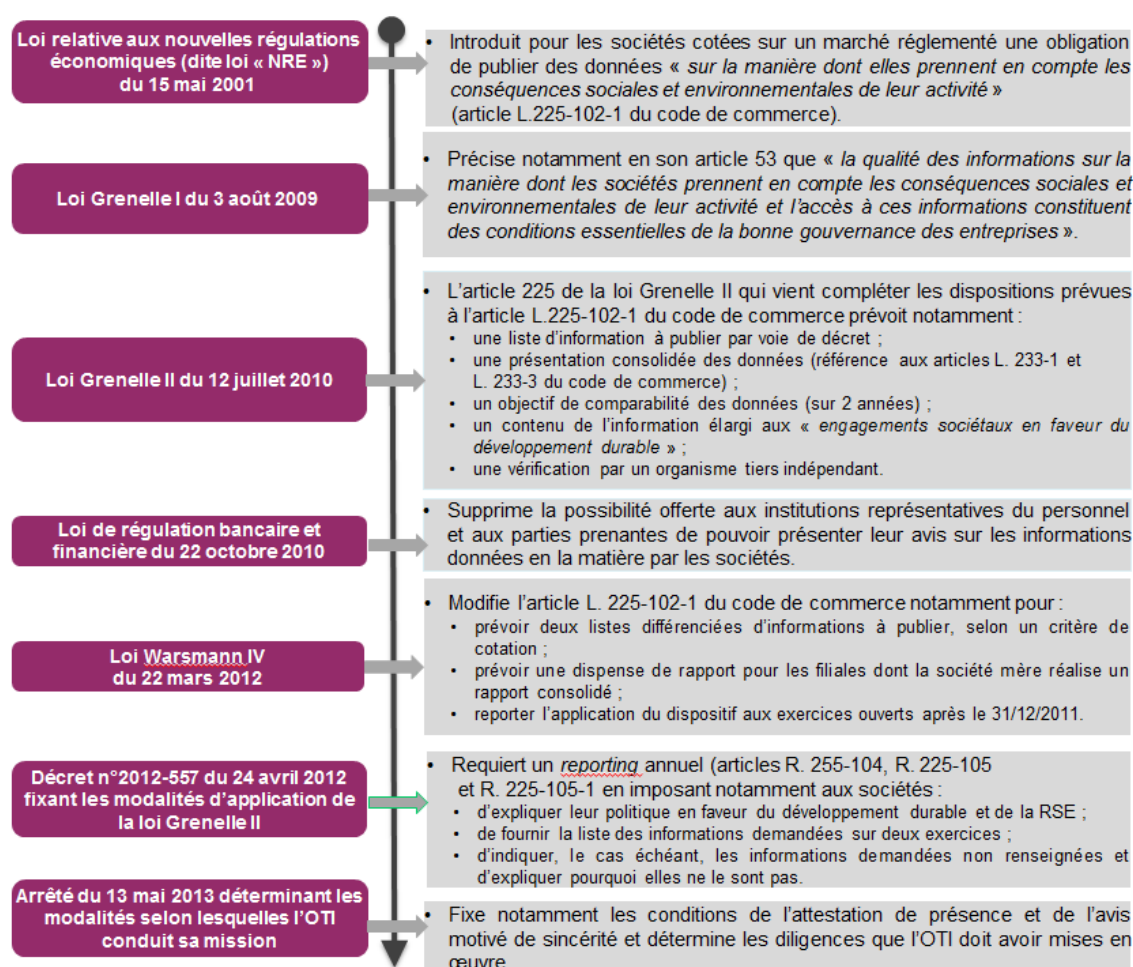 Loi relative aux nouvelles régulations
économiques (dite loi « NRE »)
du 15 mai 2001
• Introduit pour les sociétés cotées sur un marché réglementé une obligation
de publier des données « sur la manière dont elles prennent en compte les
conséquences sociales et environnementales de leur activité »
(article L.225-102-1 du code de commerce).
Loi Grenelle I du 3 août 2009
• Précise notamment en son article 53 que « la qualité des informations sur la
manière dont les sociétés prennent en compte les conséquences sociales et
environnementales de leur activité et l'accès à ces informations constituent
des conditions essentielles de la bonne gouvernance des entreprises ».
Loi Grenelle II du 12 juillet 2010
• L'article 225 de la loi Grenelle II qui vient compléter les dispositions prévues
à l'article L.225-102-1 du code de commerce prévoit notamment :
• une liste d'information à publier par voie de décret ;
• une présentation consolidée des données (référence aux articles L. 233-1 et
L. 233-3 du code de commerce) ;
• un objectif de comparabilité des données (sur 2 années) ;
• un contenu de l'information élargi aux « engagements sociétaux en faveur du
développement durable » ;
• une vérification par un organisme tiers indépendant.
Loi de régulation bancaire et
financière du 22 octobre 2010
• Supprime la possibilité offerte aux institutions représentatives du personnel
et aux parties prenantes de pouvoir présenter leur avis sur les informations
données en la matière par les sociétés.
Loi Warsmann IV
du 22 mars 2012
• Modifie l'article L. 225-102-1 du code de commerce notamment pour :
• prévoir deux listes différenciées d'informations à publier, selon un critère de
cotation ;
• prévoir une dispense de rapport pour les filiales dont la société mère réalise un
rapport consolidé ;
• reporter l'application du dispositif aux exercices ouverts après le 31/12/2011.
Décret n°2012-557 du 24 avril 2012
fixant les modalités d'application de
la loi Grenelle II
• Requiert un reporting annuel (articles R. 255-104, R. 225-105
et R. 225-105-1 en imposant notamment aux sociétés :
• d'expliquer leur politique en faveur du développement durable et de la RSE ;
• de fournir la liste des informations demandées sur deux exercices ;
• d'indiquer, le cas échéant, les informations demandées non renseignées et
d'expliquer pourquoi elles ne le sont pas.
Arrêté du 13 mai 2013 déterminant les
modalités selon lesquelles l'OTI
conduit sa mission
• Fixe notamment les conditions de l'attestation de présence et de l'avis
motivé de sincérité et détermine les diligences que l'OTI doit avoir mises en
œuvre